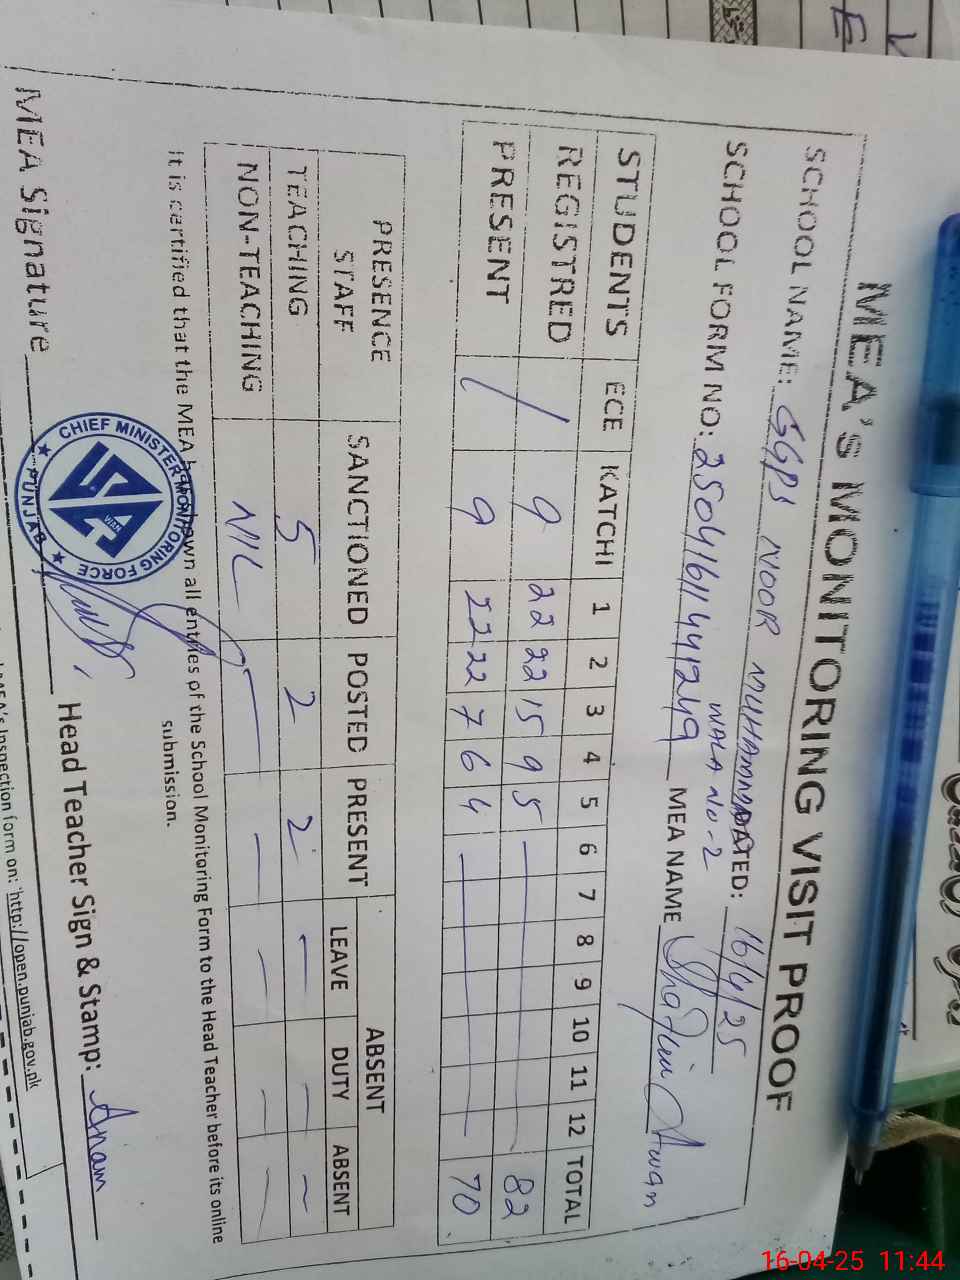 MEA'S MONITORING VISIT PROOF
SCHOOL NAME: GGPS NOOR MUHAMMAD DATED: 16/4/25
WALA NO-2
SCHOOL FORM NO: MEA NAME Awan
STUDENTS ECE KATCHI 1 2 3 4 5 6 7 8 9 10 11 12 TOTAL
REGISTRED / 9 22 22 15 9 5 — 82
PRESENT / 9 22 22 7 6 4 — 70
PRESENCE STAFF SANCTIONED POSTED PRESENT ABSENT
LEAVE DUTY ABSENT
TEACHING 5 2 2 — — ~
NON-TEACHING NIL — — — — —
It is certified that the MEA all entries of the School Monitoring Form to the Head Teacher before its online
submission.
MEA Signature Head Teacher Sign & Stamp: Anam
CHIEF MINISTER MONITORING FORCE
PUNJAB
Inspection form on: 'http://open.punjab.gov.pk
16-04-25 11:44